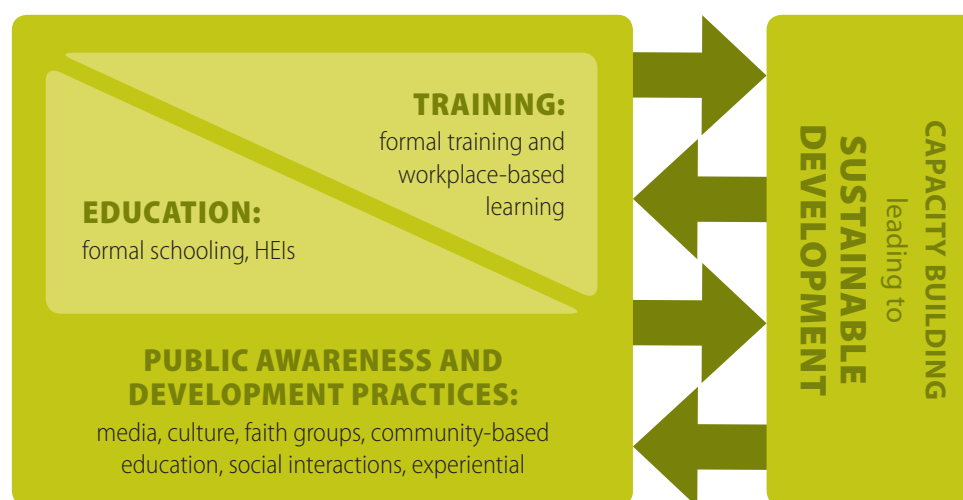 TRAINING:
formal training and
workplace-based
learning
EDUCATION:
formal schooling, HEIs
PUBLIC AWARENESS AND
DEVELOPMENT PRACTICES:
media, culture, faith groups, community-based
education, social interactions, experiential
CAPACITY BUILDING
leading to
SUSTAINABLE
DEVELOPMENT